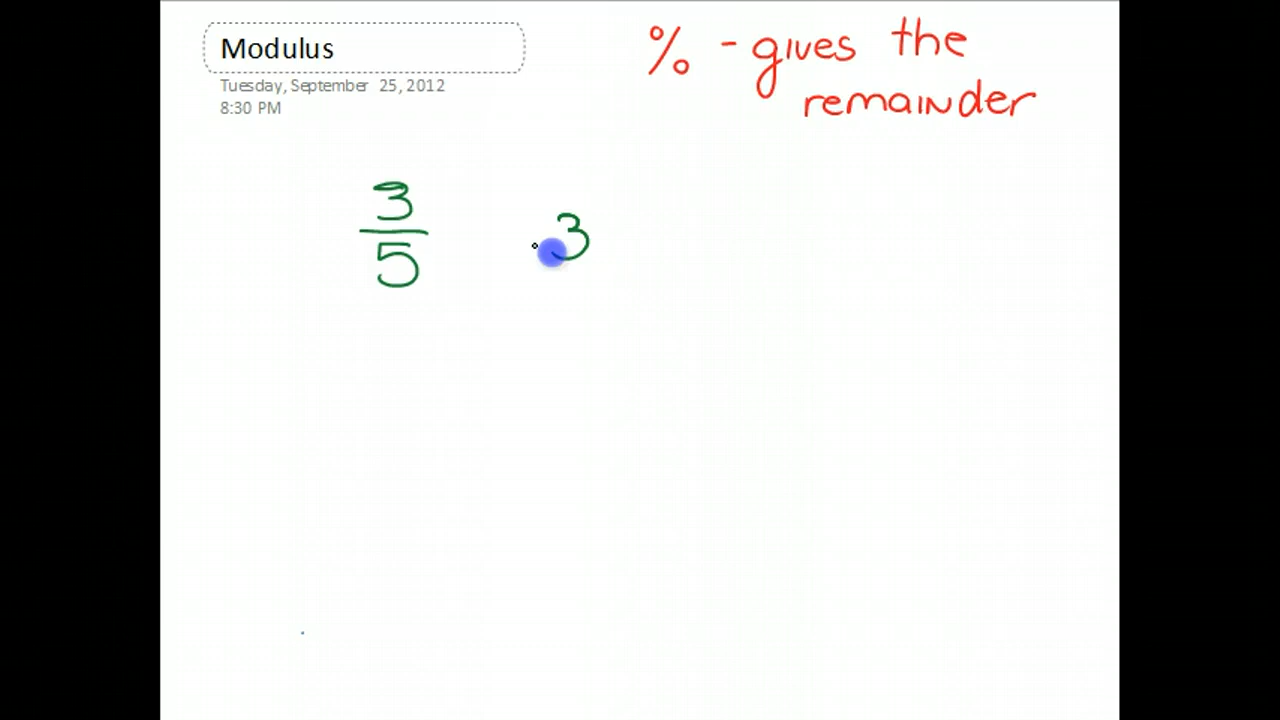 Modulus
Tuesday, September 25, 2012
8:30 PM
% - gives the
remainder
3
5
3